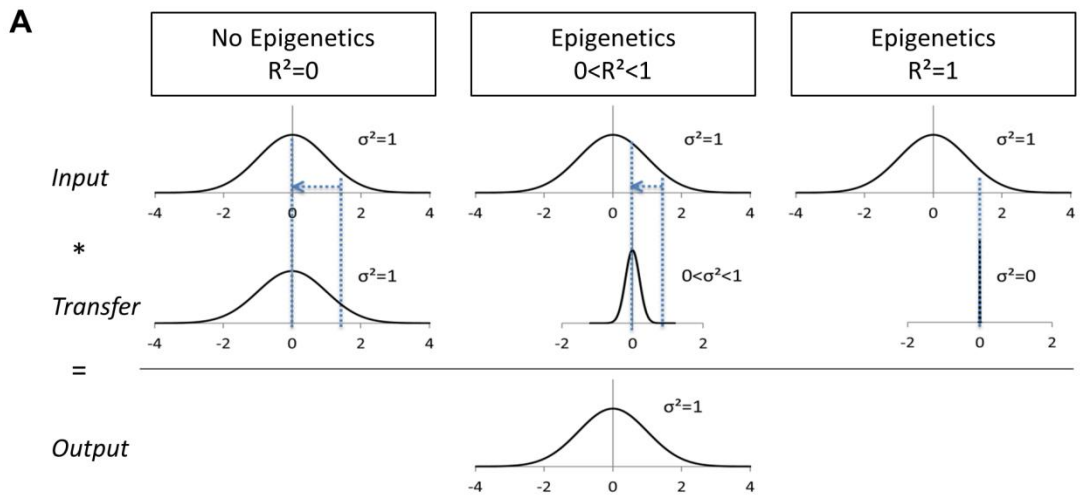 A
No Epigenetics
R²=0
Epigenetics
0<R²<1
Epigenetics
R²=1
Input
σ²=1
-4 -2 0 2 4
σ²=1
-4 -2 0 2 4
σ²=1
-4 -2 0 2 4
*
Transfer
σ²=1
-4 -2 0 2 4
0<σ²<1
-2 0 2
σ²=0
-2 0 2
=
Output
σ²=1
-4 -2 0 2 4